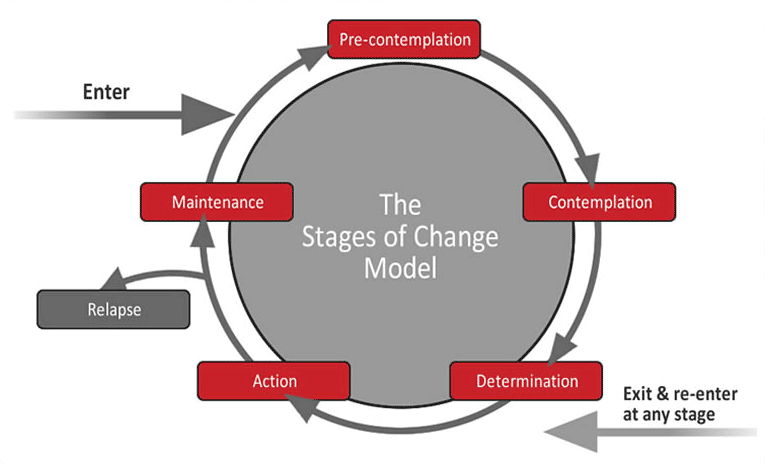 Pre-contemplation
Enter
Maintenance
The
Stages of Change
Model
Contemplation
Relapse
Action
Determination
Exit & re-enter
at any stage